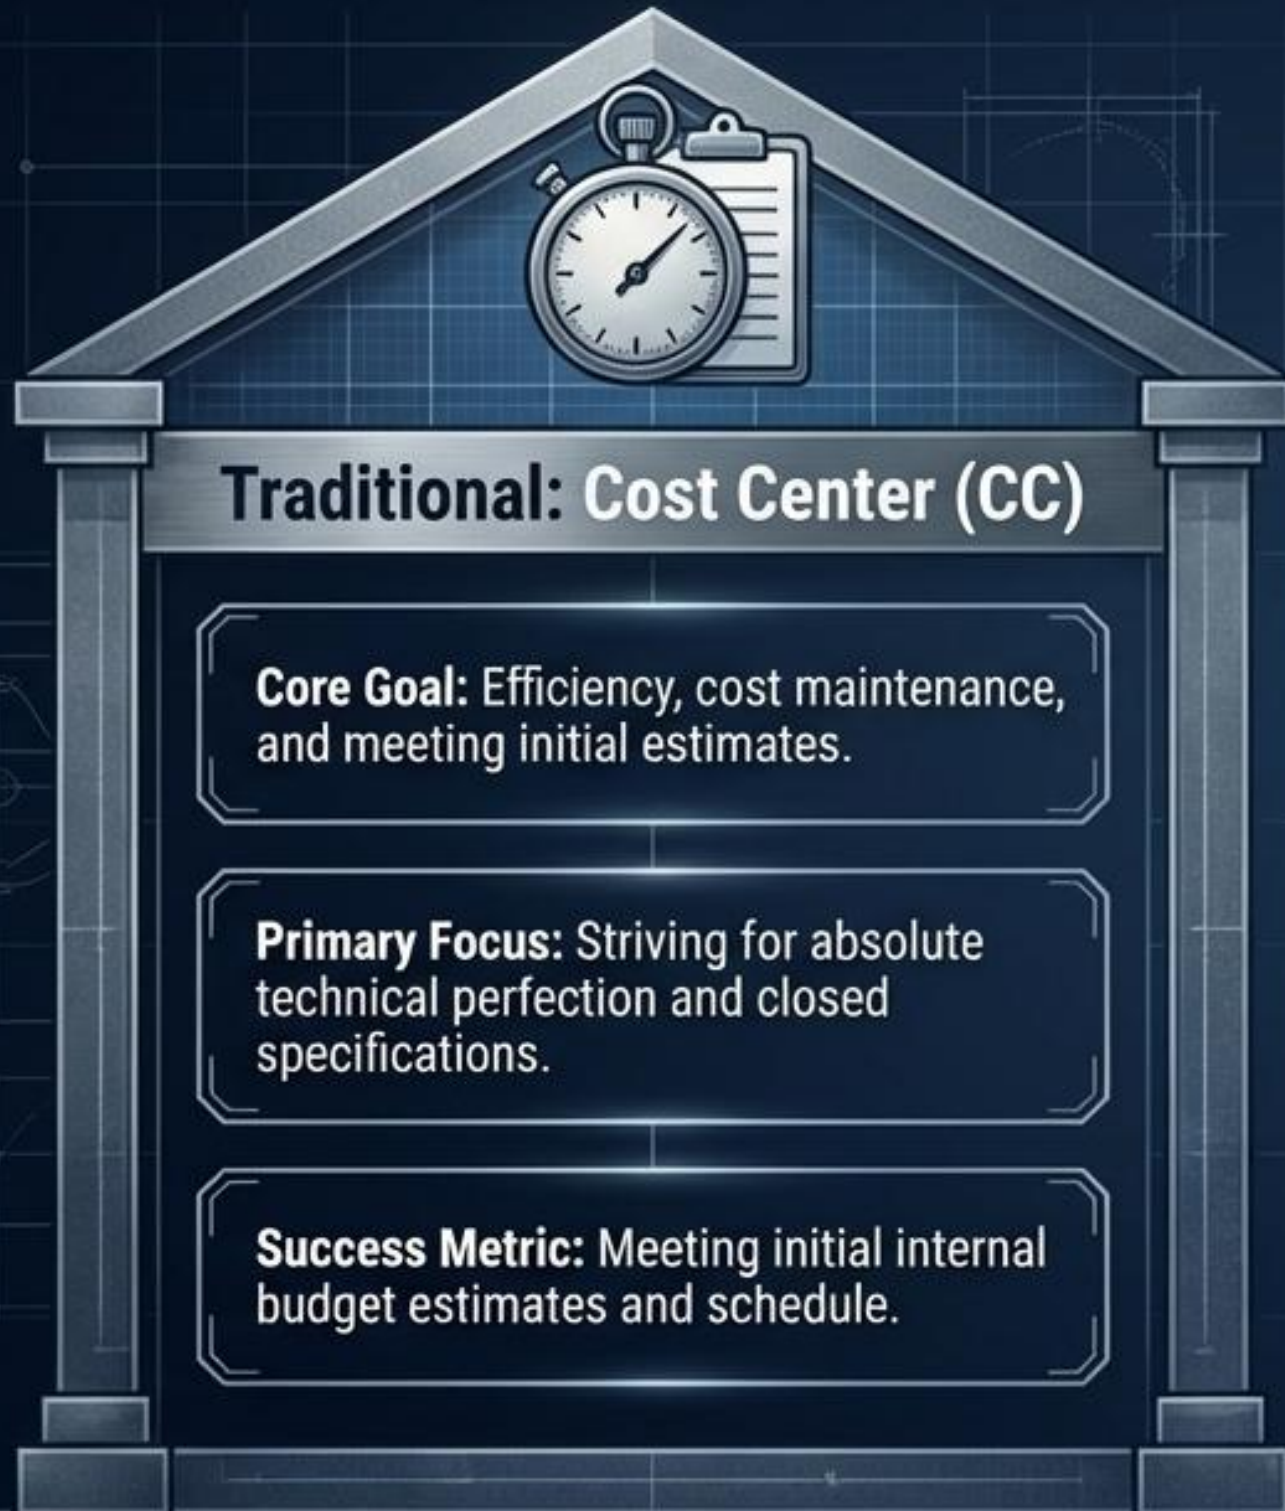 Traditional: Cost Center (CC)
Core Goal: Efficiency, cost maintenance,
and meeting initial estimates.
Primary Focus: Striving for absolute
technical perfection and closed
specifications.
Success Metric: Meeting initial internal
budget estimates and schedule.